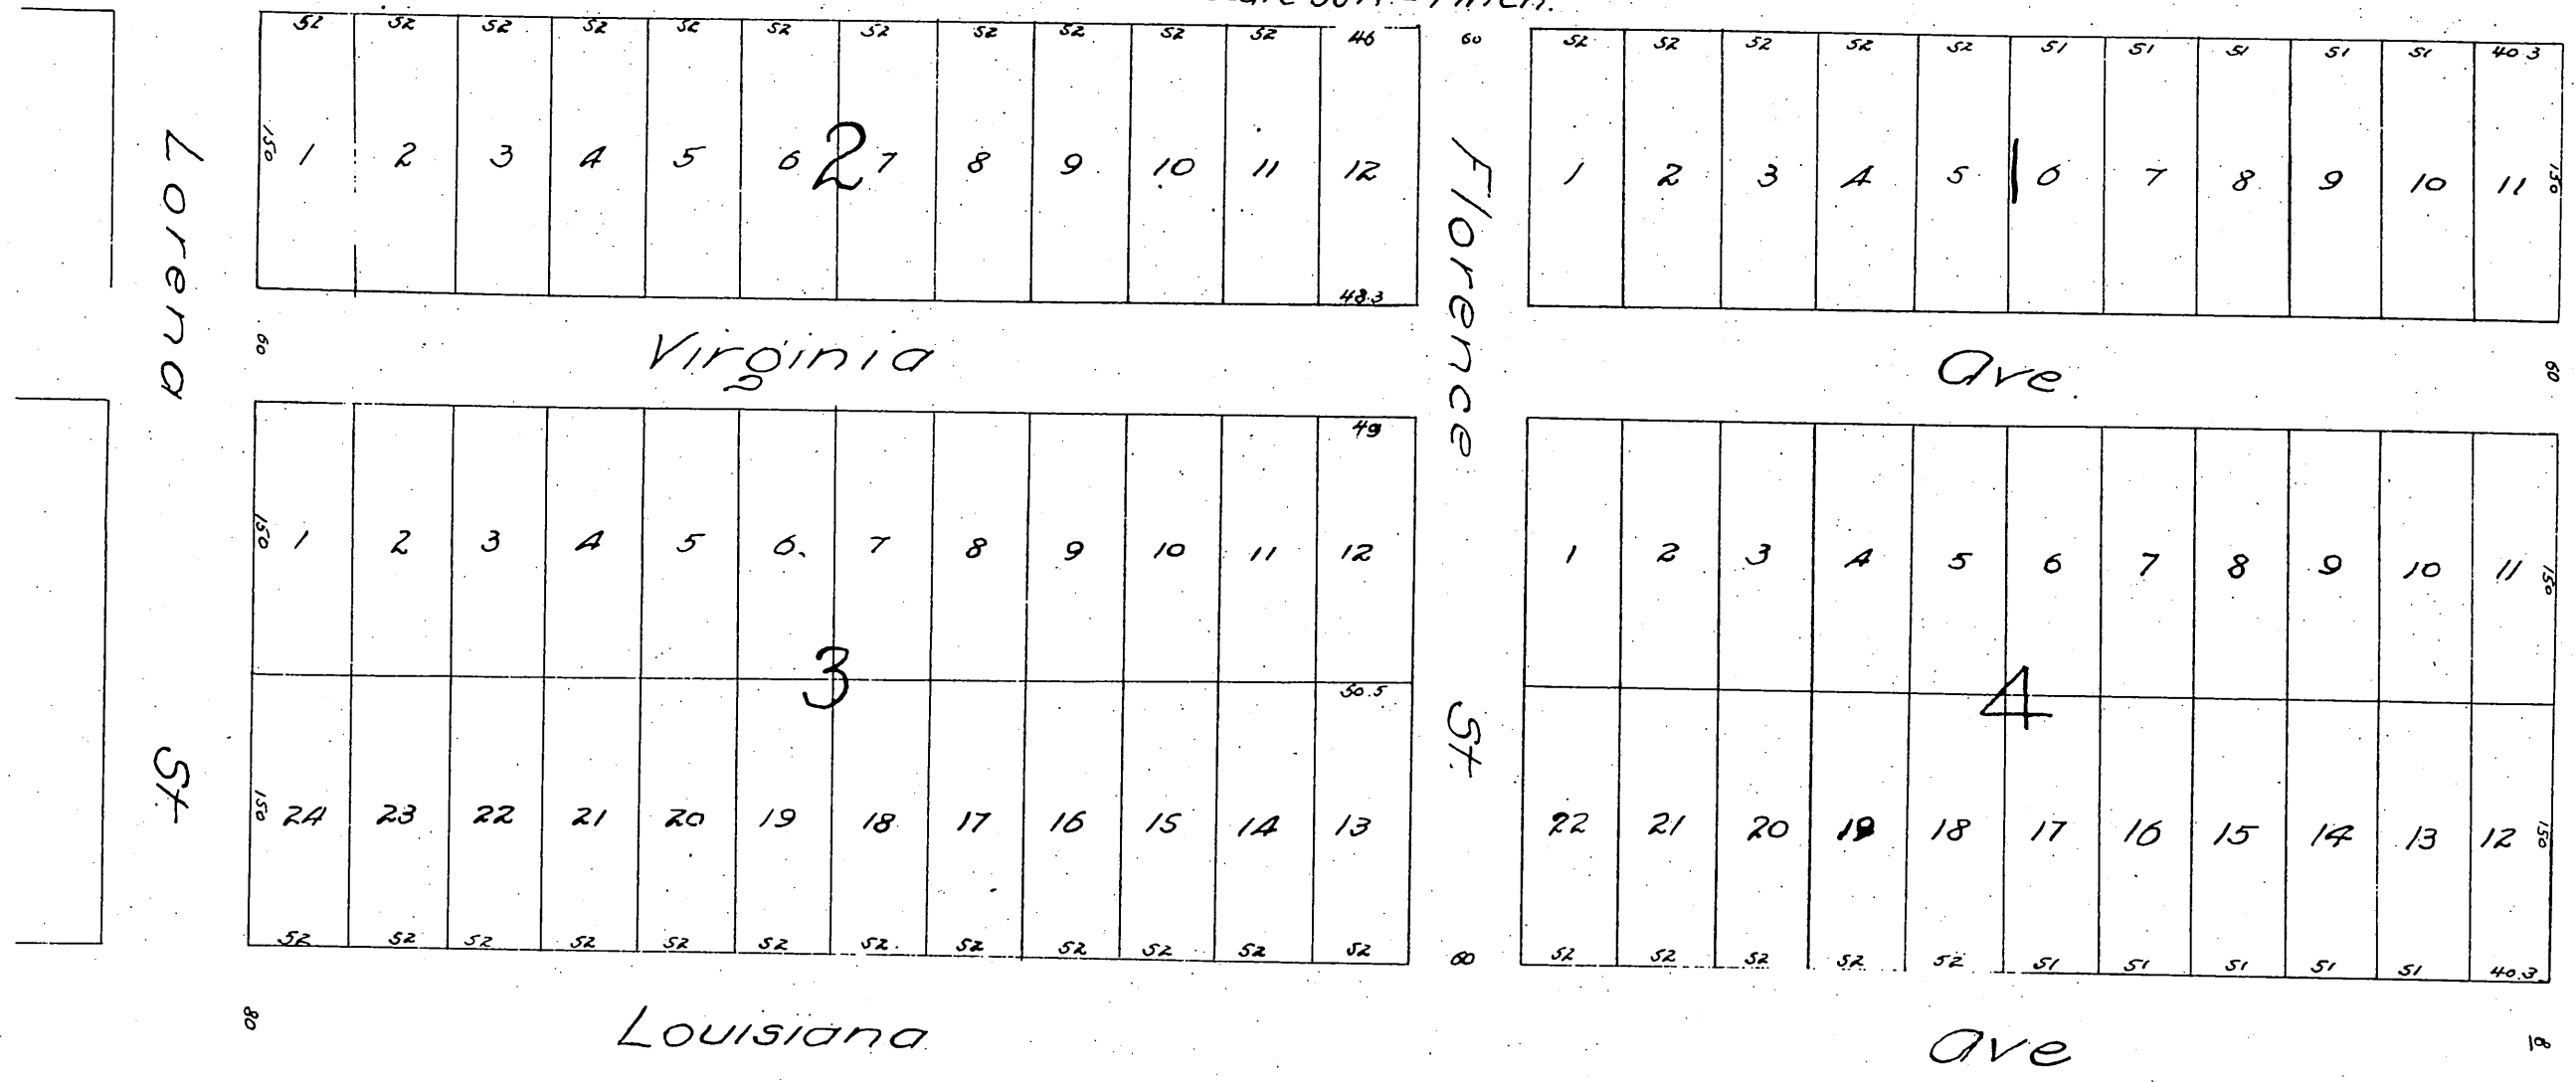 52 52 52 52 52 52 52 52 52 52 52 46 60 52 52 52 52 52 51 51 51 51 51 40.3
150 1 2 3 4 5 6 2 7 8 9 10 11 12 1 2 3 4 5 1 6 7 8 9 10 11 150
48.3
Lorena St.
Florence St.
60 Virginia Ave. 60
49
150 1 2 3 4 5 6 7 8 9 10 11 12 1 2 3 4 5 6 7 8 9 10 11 150
3 50.5 4
150 24 23 22 21 20 19 18 17 16 15 14 13 22 21 20 19 18 17 16 15 14 13 12 150
52 52 52 52 52 52 52 52 52 52 52 52 60 52 52 52 52 52 51 51 51 51 51 40.3
80 Louisiana Ave